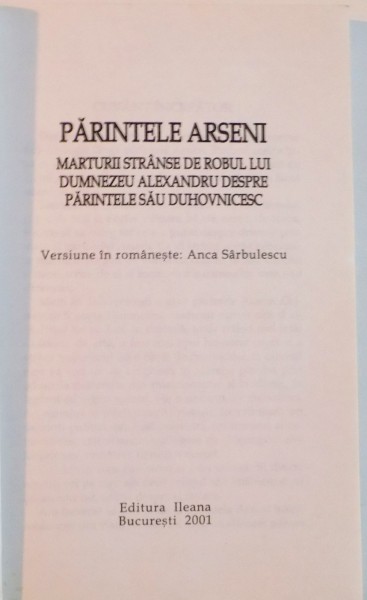 PĂRINTELE ARSENI
MARTURII STRÂNSE DE ROBUL LUI
DUMNEZEU ALEXANDRU DESPRE
PĂRINTELE SĂU DUHOVNICESC
Versiune în românește: Anca Sârbulescu
Editura Ileana
București 2001